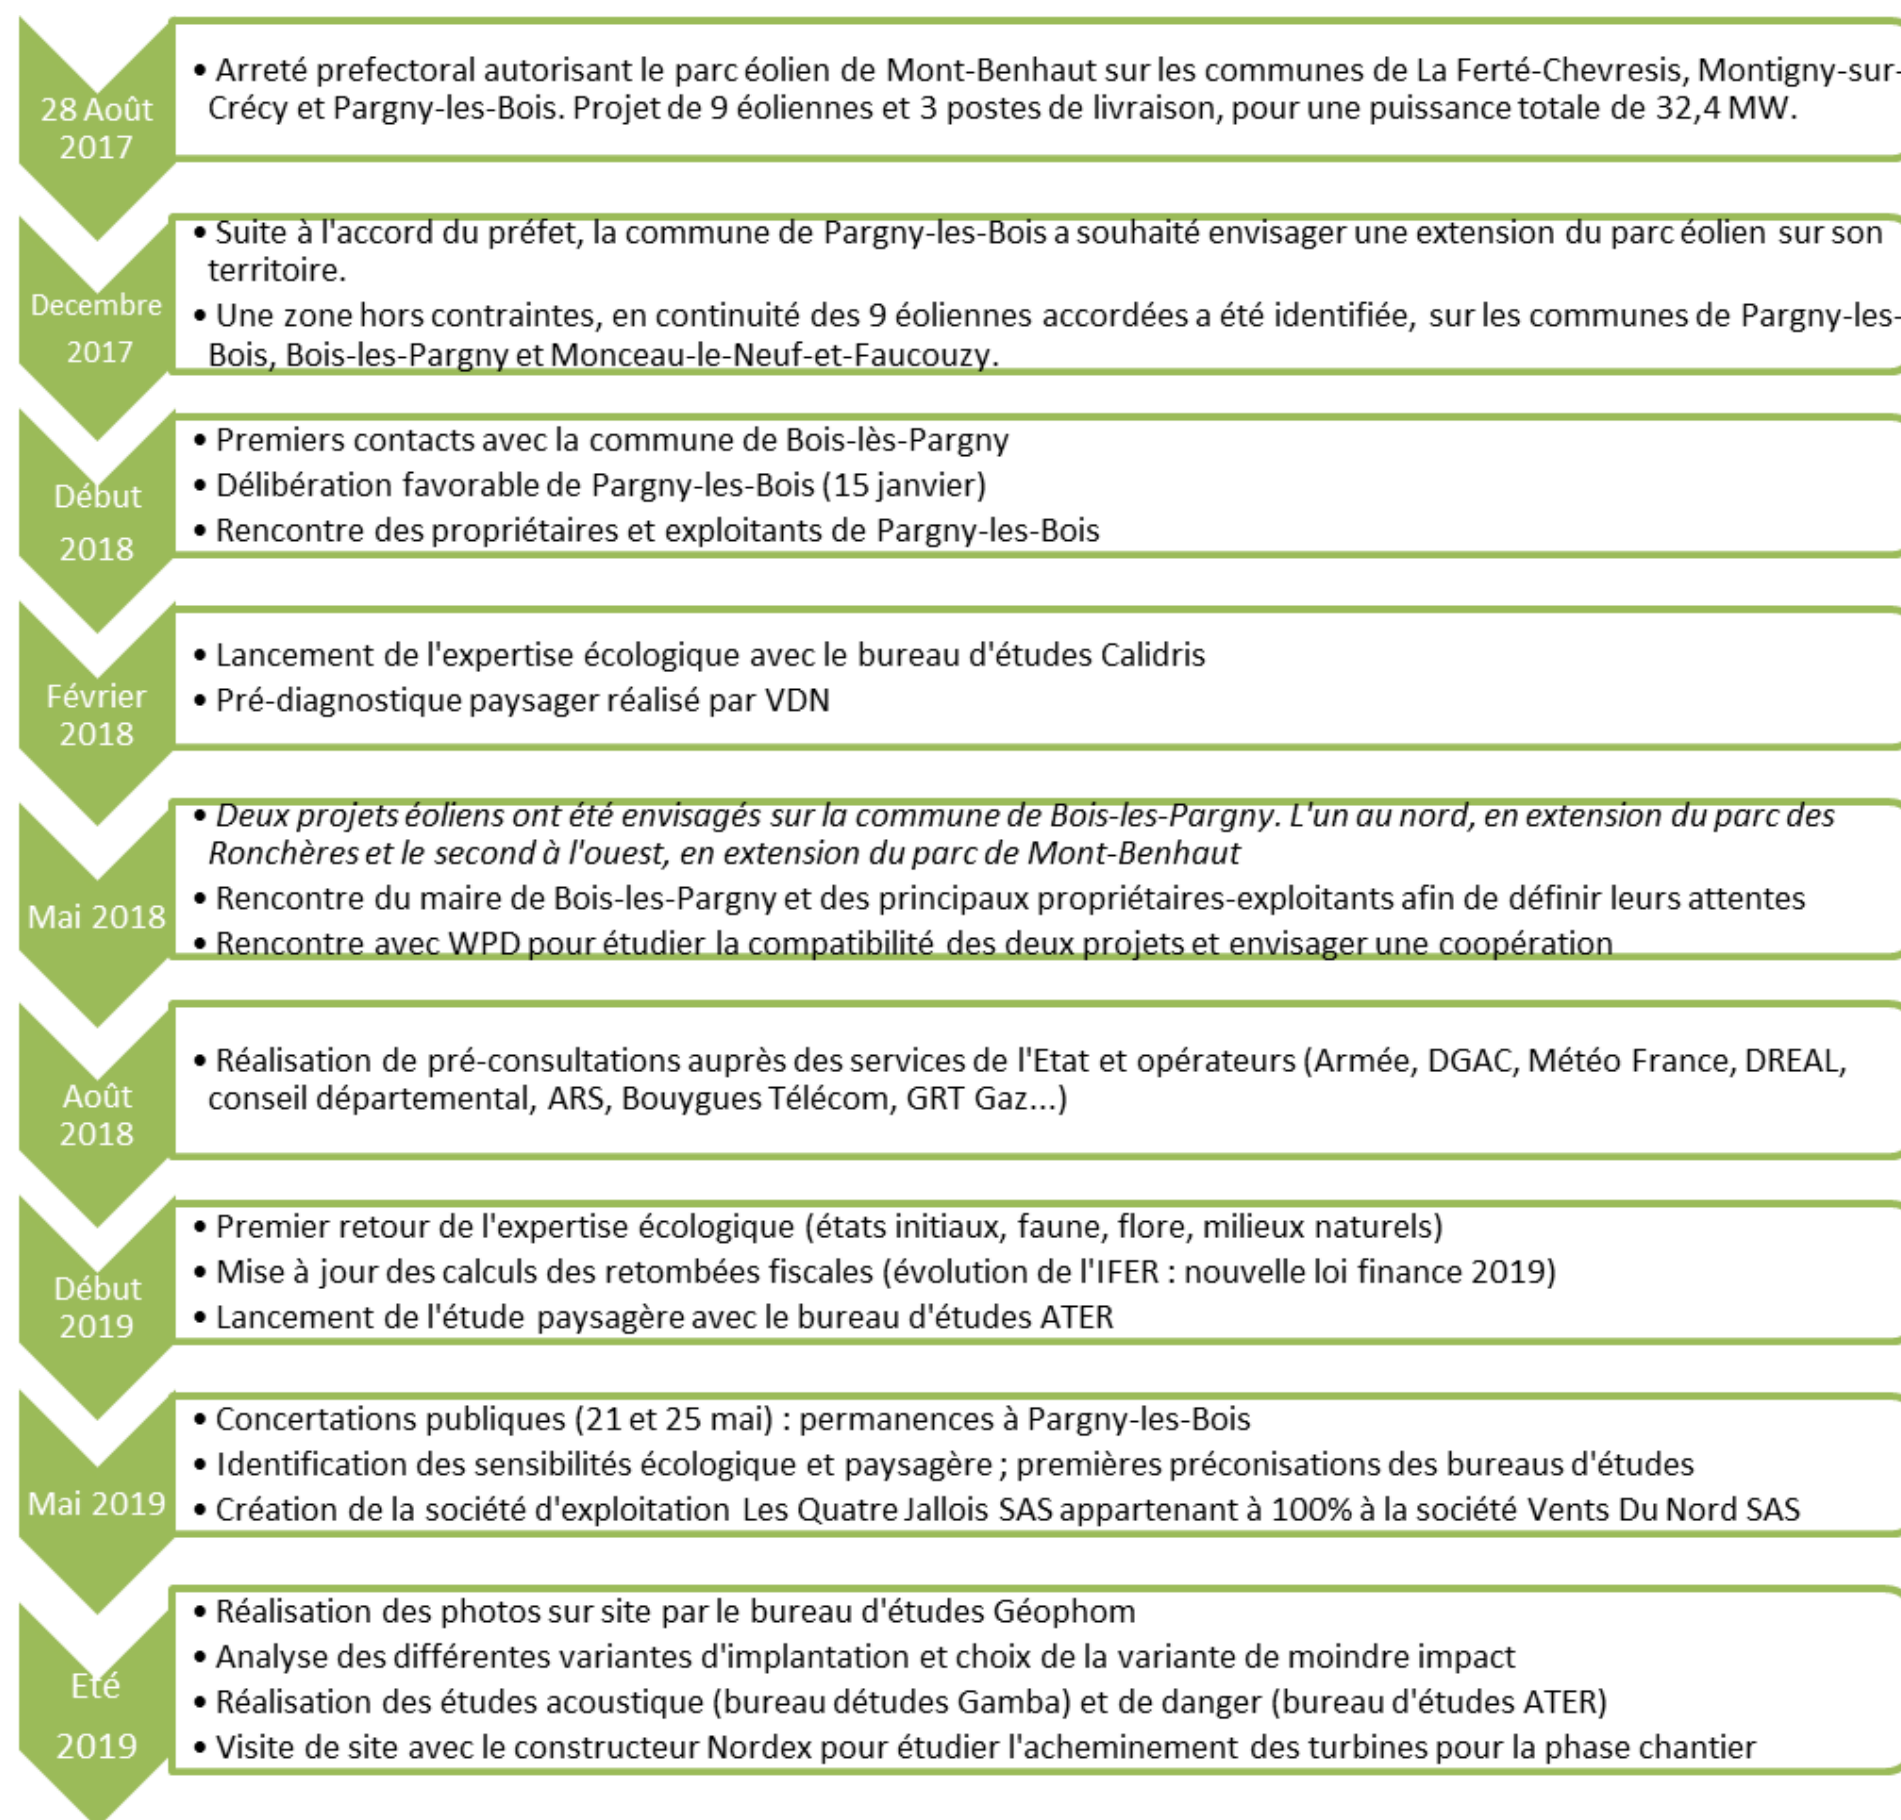 28 Août
2017
• Arreté prefectoral autorisant le parc éolien de Mont-Benhaut sur les communes de La Ferté-Chevresis, Montigny-sur-
Crécy et Pargny-les-Bois. Projet de 9 éoliennes et 3 postes de livraison, pour une puissance totale de 32,4 MW.
Decembre
2017
• Suite à l'accord du préfet, la commune de Pargny-les-Bois a souhaité envisager une extension du parc éolien sur son
territoire.
• Une zone hors contraintes, en continuité des 9 éoliennes accordées a été identifiée, sur les communes de Pargny-les-
Bois, Bois-les-Pargny et Monceau-le-Neuf-et-Faucouzy.
Début
2018
• Premiers contacts avec la commune de Bois-lès-Pargny
• Délibération favorable de Pargny-les-Bois (15 janvier)
• Rencontre des propriétaires et exploitants de Pargny-les-Bois
Février
2018
• Lancement de l'expertise écologique avec le bureau d'études Calidris
• Pré-diagnostique paysager réalisé par VDN
Mai 2018
• Deux projets éoliens ont été envisagés sur la commune de Bois-les-Pargny. L'un au nord, en extension du parc des
Ronchères et le second à l'ouest, en extension du parc de Mont-Benhaut
• Rencontre du maire de Bois-les-Pargny et des principaux propriétaires-exploitants afin de définir leurs attentes
• Rencontre avec WPD pour étudier la compatibilité des deux projets et envisager une coopération
Août
2018
• Réalisation de pré-consultations auprès des services de l'Etat et opérateurs (Armée, DGAC, Météo France, DREAL,
conseil départemental, ARS, Bouygues Télécom, GRT Gaz...)
Début
2019
• Premier retour de l'expertise écologique (états initiaux, faune, flore, milieux naturels)
• Mise à jour des calculs des retombées fiscales (évolution de l'IFER : nouvelle loi finance 2019)
• Lancement de l'étude paysagère avec le bureau d'études ATER
Mai 2019
• Concertations publiques (21 et 25 mai) : permanences à Pargny-les-Bois
• Identification des sensibilités écologique et paysagère ; premières préconisations des bureaus d'études
• Création de la société d'exploitation Les Quatre Jallois SAS appartenant à 100% à la société Vents Du Nord SAS
Eté
2019
• Réalisation des photos sur site par le bureau d'études Géophom
• Analyse des différentes variantes d'implantation et choix de la variante de moindre impact
• Réalisation des études acoustique (bureau détudes Gamba) et de danger (bureau d'études ATER)
• Visite de site avec le constructeur Nordex pour étudier l'acheminement des turbines pour la phase chantier